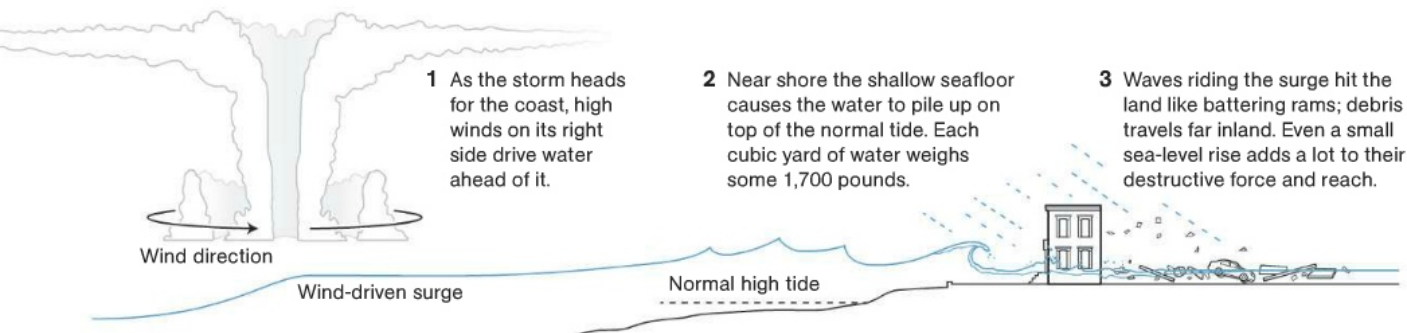 1 As the storm heads
for the coast, high
winds on its right
side drive water
ahead of it.
2 Near shore the shallow seafloor
causes the water to pile up on
top of the normal tide. Each
cubic yard of water weighs
some 1,700 pounds.
3 Waves riding the surge hit the
land like battering rams; debris
travels far inland. Even a small
sea-level rise adds a lot to their
destructive force and reach.
Wind direction
Wind-driven surge
Normal high tide